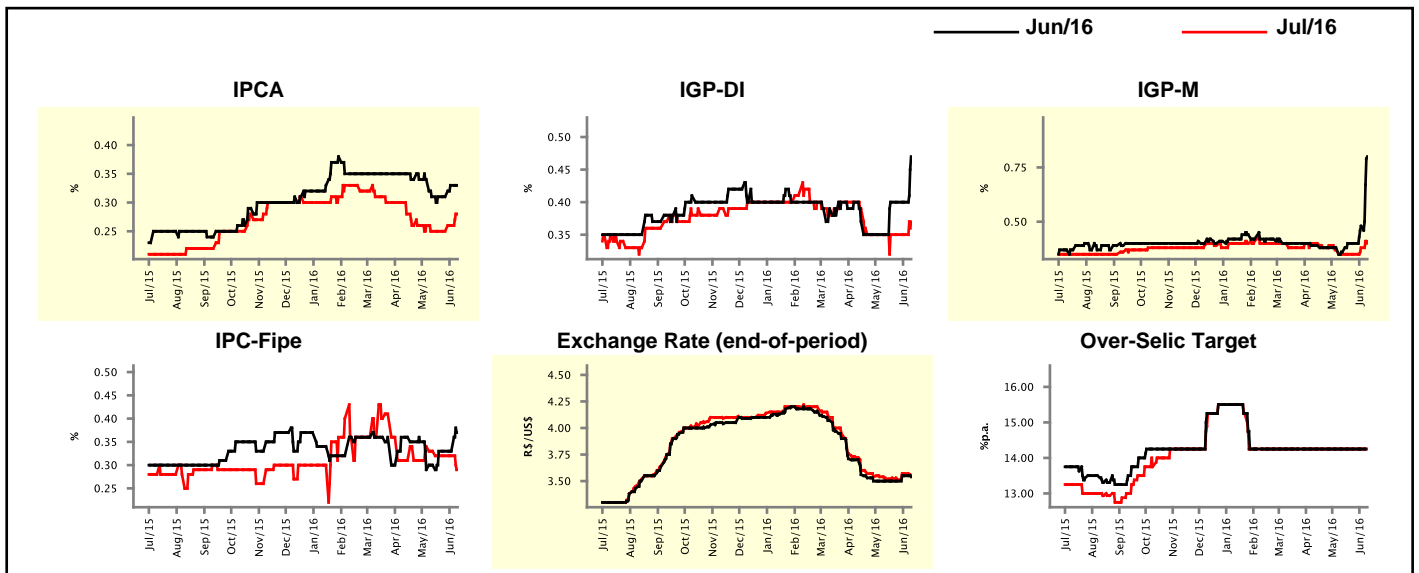 Jun/16 Jul/16
IPCA IGP-DI IGP-M
%
0.40
0.35
0.30
0.25
Jul/15 Aug/15 Sep/15 Oct/15 Nov/15 Dec/15 Jan/16 Feb/16 Mar/16 Apr/16 May/16 Jun/16
%
0.50
0.45
0.40
0.35
Jul/15 Aug/15 Sep/15 Oct/15 Nov/15 Dec/15 Jan/16 Feb/16 Mar/16 Apr/16 May/16 Jun/16
%
0.75
0.50
Jul/15 Aug/15 Sep/15 Oct/15 Nov/15 Dec/15 Jan/16 Feb/16 Mar/16 Apr/16 May/16 Jun/16
IPC-Fipe Exchange Rate (end-of-period) Over-Selic Target
%
0.50
0.45
0.40
0.35
0.30
0.25
Jul/15 Aug/15 Sep/15 Oct/15 Nov/15 Dec/15 Jan/16 Feb/16 Mar/16 Apr/16 May/16 Jun/16
R$/US$
4.50
4.25
4.00
3.75
3.50
Jul/15 Aug/15 Sep/15 Oct/15 Nov/15 Dec/15 Jan/16 Feb/16 Mar/16 Apr/16 May/16 Jun/16
%p.a.
16.00
15.00
14.00
13.00
Jul/15 Aug/15 Sep/15 Oct/15 Nov/15 Dec/15 Jan/16 Feb/16 Mar/16 Apr/16 May/16 Jun/16